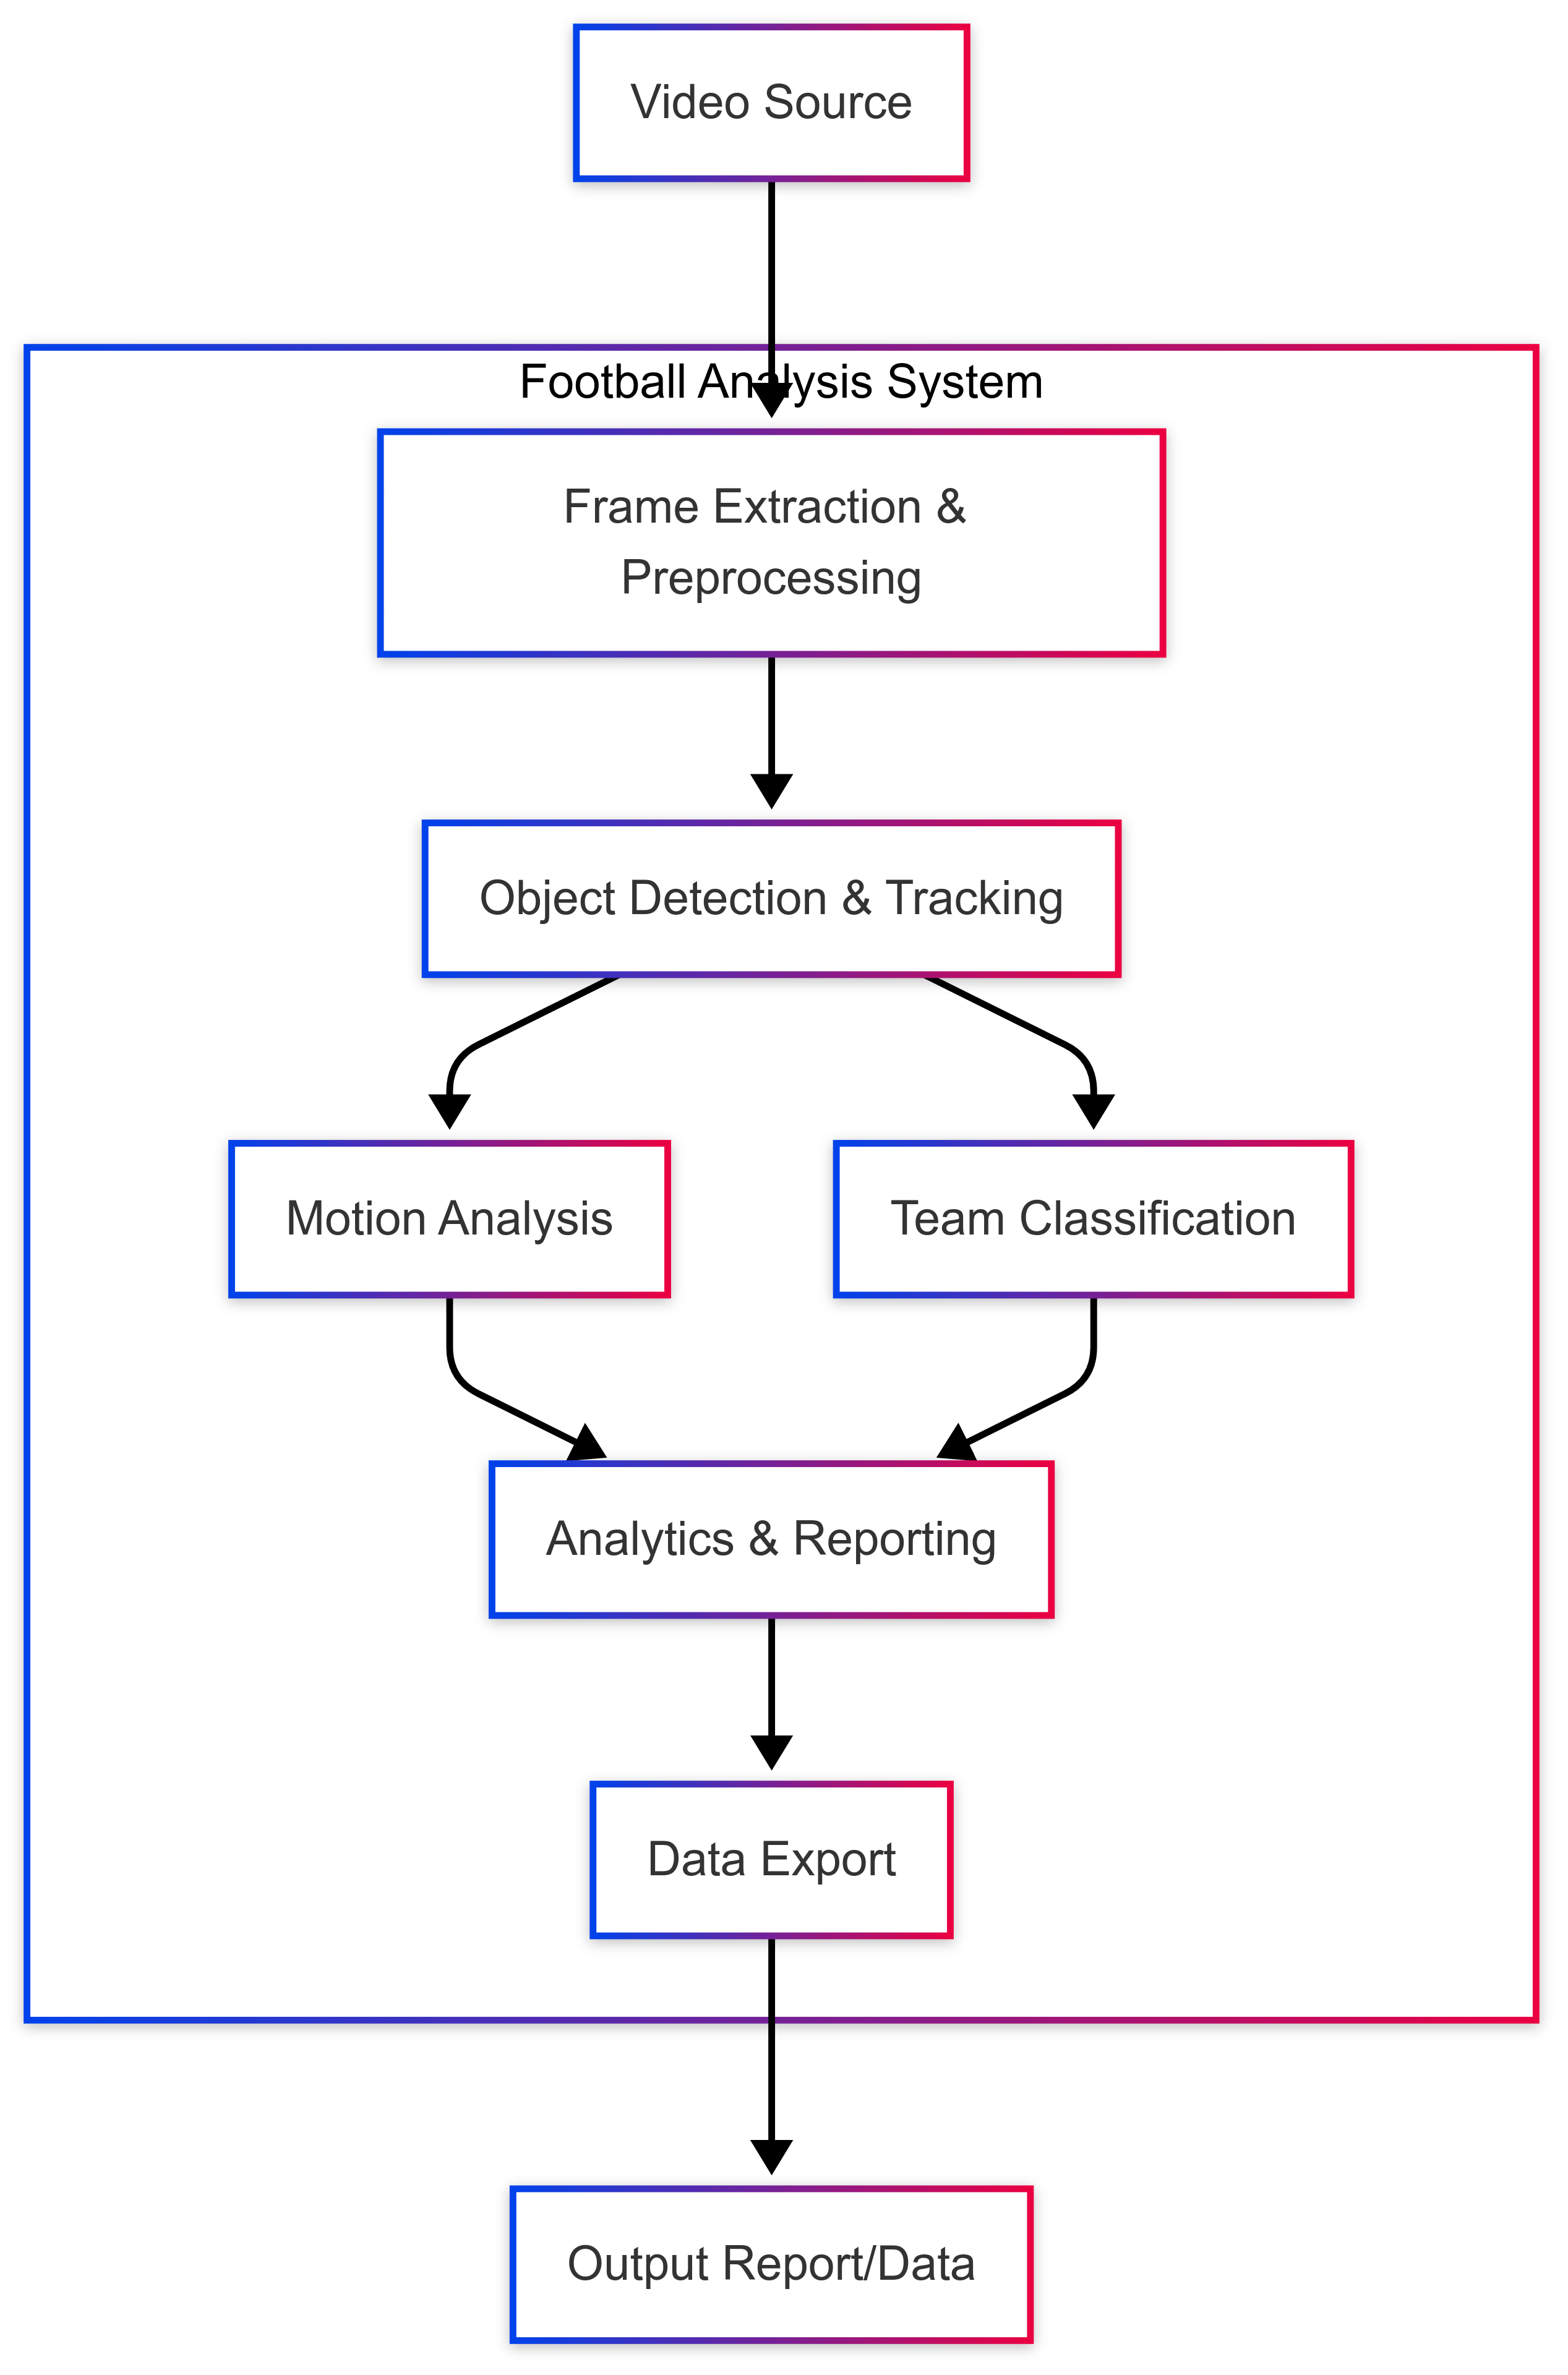 Video Source
Football Analysis System
Frame Extraction &
Preprocessing
Object Detection & Tracking
Motion Analysis
Team Classification
Analytics & Reporting
Data Export
Output Report/Data